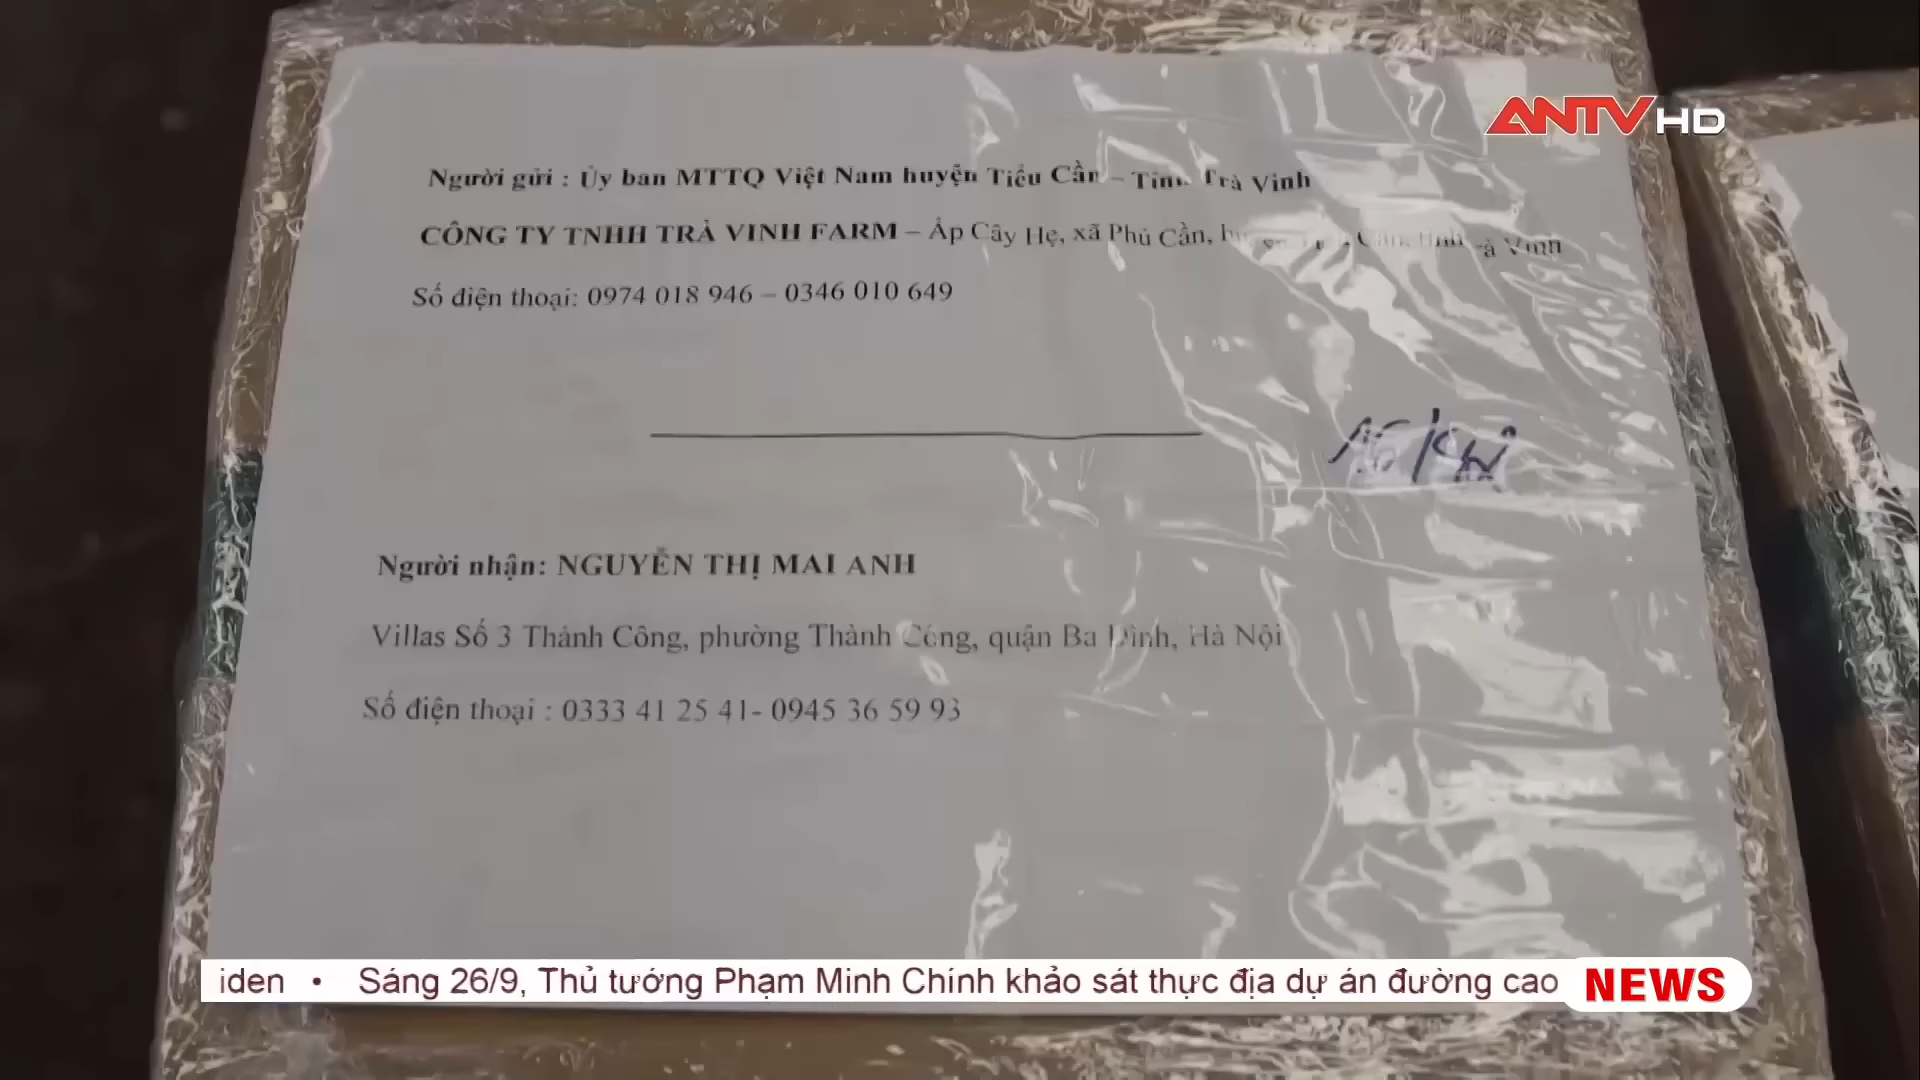 ANTV HD
Người gửi : Ủy ban MTTQ Việt Nam huyện Tiểu Cần – Tỉnh Trà Vinh
CÔNG TY TNHH TRÀ VINH FARM – Ấp Cây Hẹ, xã Phú Cần,
Số điện thoại: 0974 018 946 – 0346 010 649
Người nhận: NGUYỄN THỊ MAI ANH
Villas Số 3 Thành Công, phường Thành Công, quận Ba Đình, Hà Nội
Số điện thoại : 0333 41 25 41- 0945 36 59 93
iden • Sáng 26/9, Thủ tướng Phạm Minh Chính khảo sát thực địa dự án đường cao
NEWS